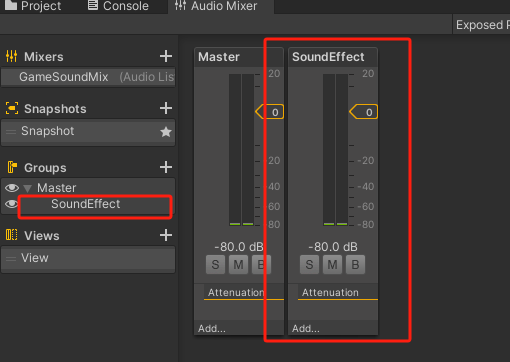 Project Console Audio Mixer
Exposed P
Mixers
GameSoundMix (Audio Lis
Snapshots
Snapshot
Groups
Master
SoundEffect
Views
View
Master
20
0
-20
-40
-60
-80
-80.0 dB
S M B
Attenuation
Add...
SoundEffect
20
0
-20
-40
-60
-80
-80.0 dB
S M B
Attenuation
Add...